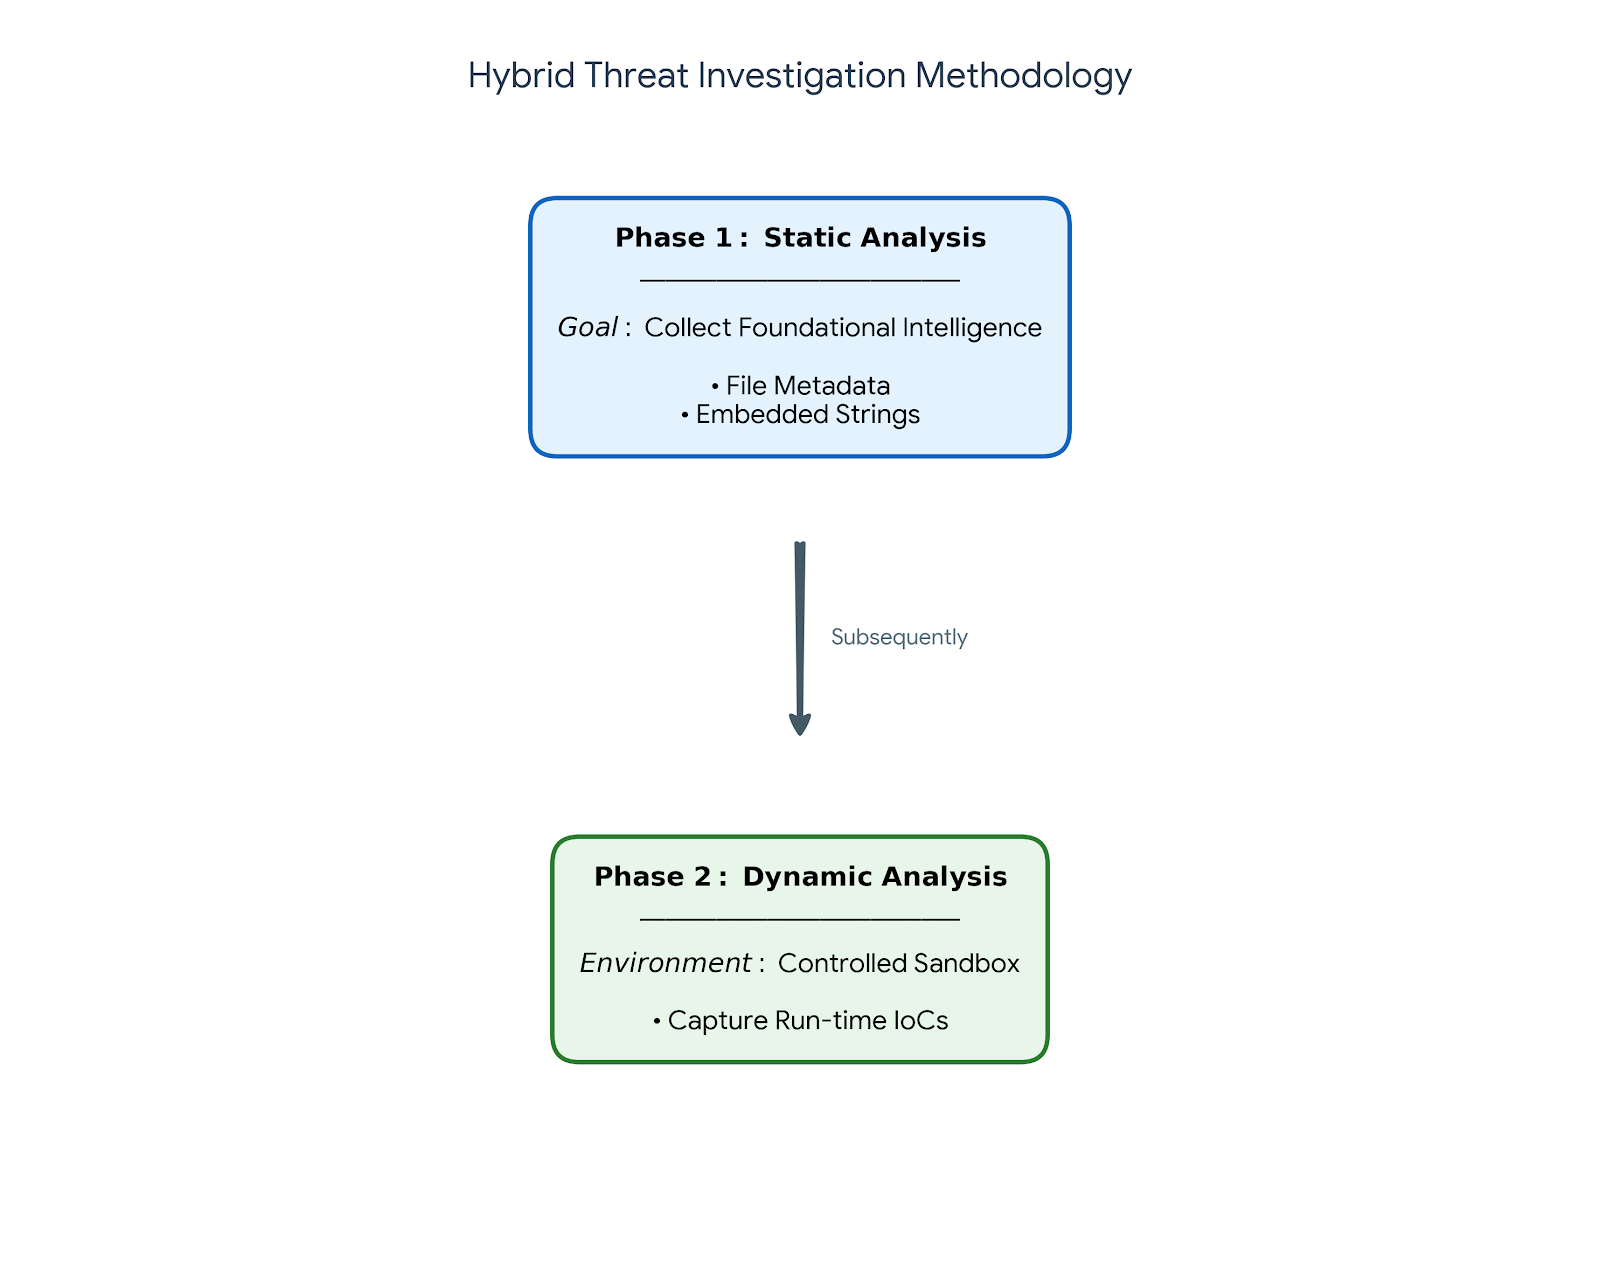 Hybrid Threat Investigation Methodology
Phase 1: Static Analysis
Goal: Collect Foundational Intelligence
• File Metadata
• Embedded Strings
Subsequently
Phase 2: Dynamic Analysis
Environment: Controlled Sandbox
• Capture Run-time IoCs